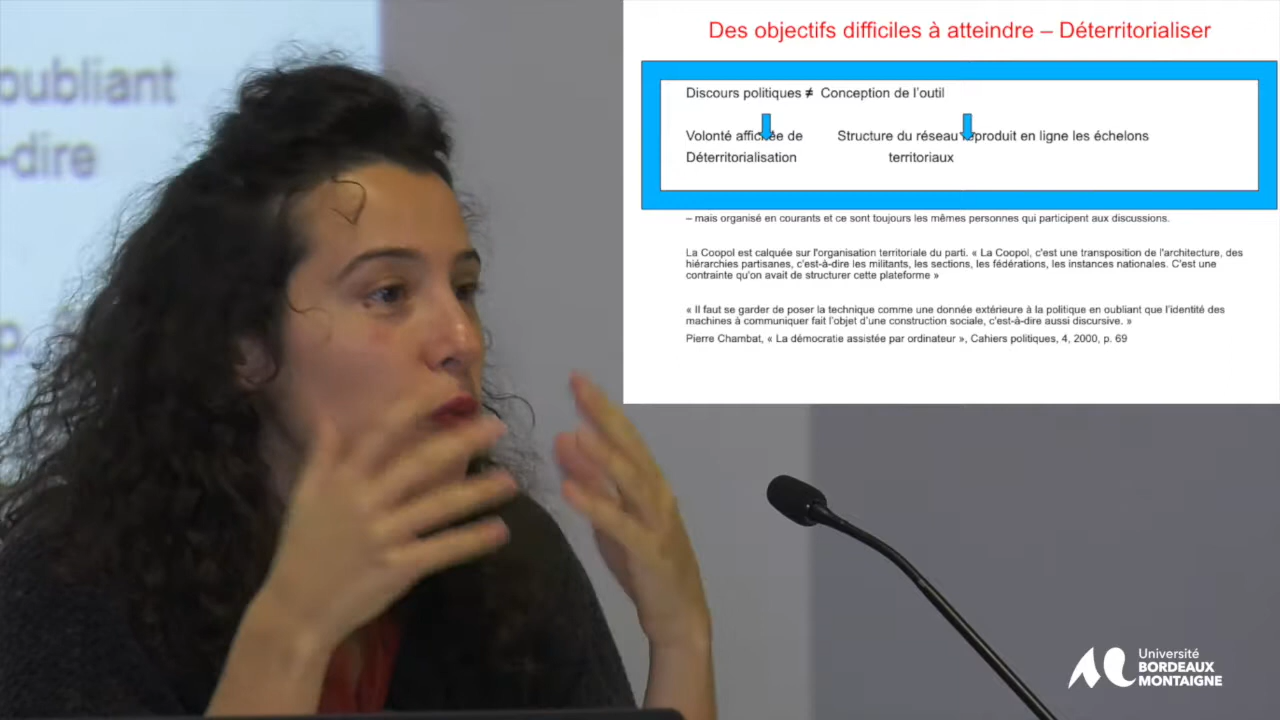 publiant
-dire
p.
Des objectifs difficiles à atteindre – Déterritorialiser
Discours politiques ≠ Conception de l'outil
Volonté affichée de Structure du réseau reproduit en ligne les échelons
Déterritorialisation territoriaux
– mais organisé en courants et ce sont toujours les mêmes personnes qui participent aux discussions.
La Coopol est calquée sur l'organisation territoriale du parti. « La Coopol, c'est une transposition de l'architecture, des
hiérarchies partisanes, c'est-à-dire les militants, les sections, les fédérations, les instances nationales. C'est une
contrainte qu'on avait de structurer cette plateforme »
« Il faut se garder de poser la technique comme une donnée extérieure à la politique en oubliant que l'identité des
machines à communiquer fait l'objet d'une construction sociale, c'est-à-dire aussi discursive. »
Pierre Chambat, « La démocratie assistée par ordinateur », Cahiers politiques, 4, 2000, p. 69
Université
BORDEAUX
MONTAIGNE